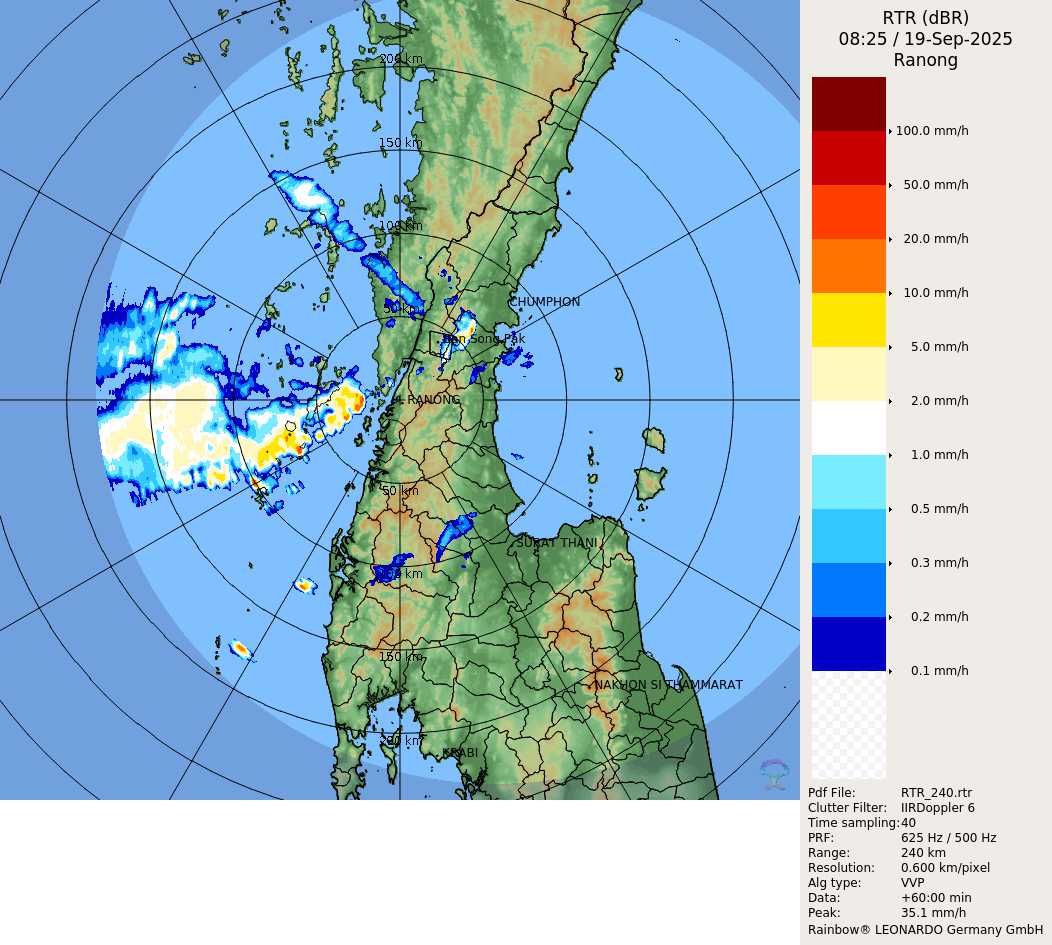 RTR (dBR)
08:25 / 19-Sep-2025
Ranong
200 km
150 km
100 km
50 km
CHUMPHON
Ban Song Pak
RANONG
50 km
SURAT THANI
100 km
150 km
NAKHON SI THAMMARAT
200 km
KRABI
100.0 mm/h
50.0 mm/h
20.0 mm/h
10.0 mm/h
5.0 mm/h
2.0 mm/h
1.0 mm/h
0.5 mm/h
0.3 mm/h
0.2 mm/h
0.1 mm/h
Pdf File: RTR_240.rtr
Clutter Filter: IIRDoppler 6
Time sampling:40
PRF: 625 Hz / 500 Hz
Range: 240 km
Resolution: 0.600 km/pixel
Alg type: VVP
Data: +60:00 min
Peak: 35.1 mm/h
Rainbow® LEONARDO Germany GmbH